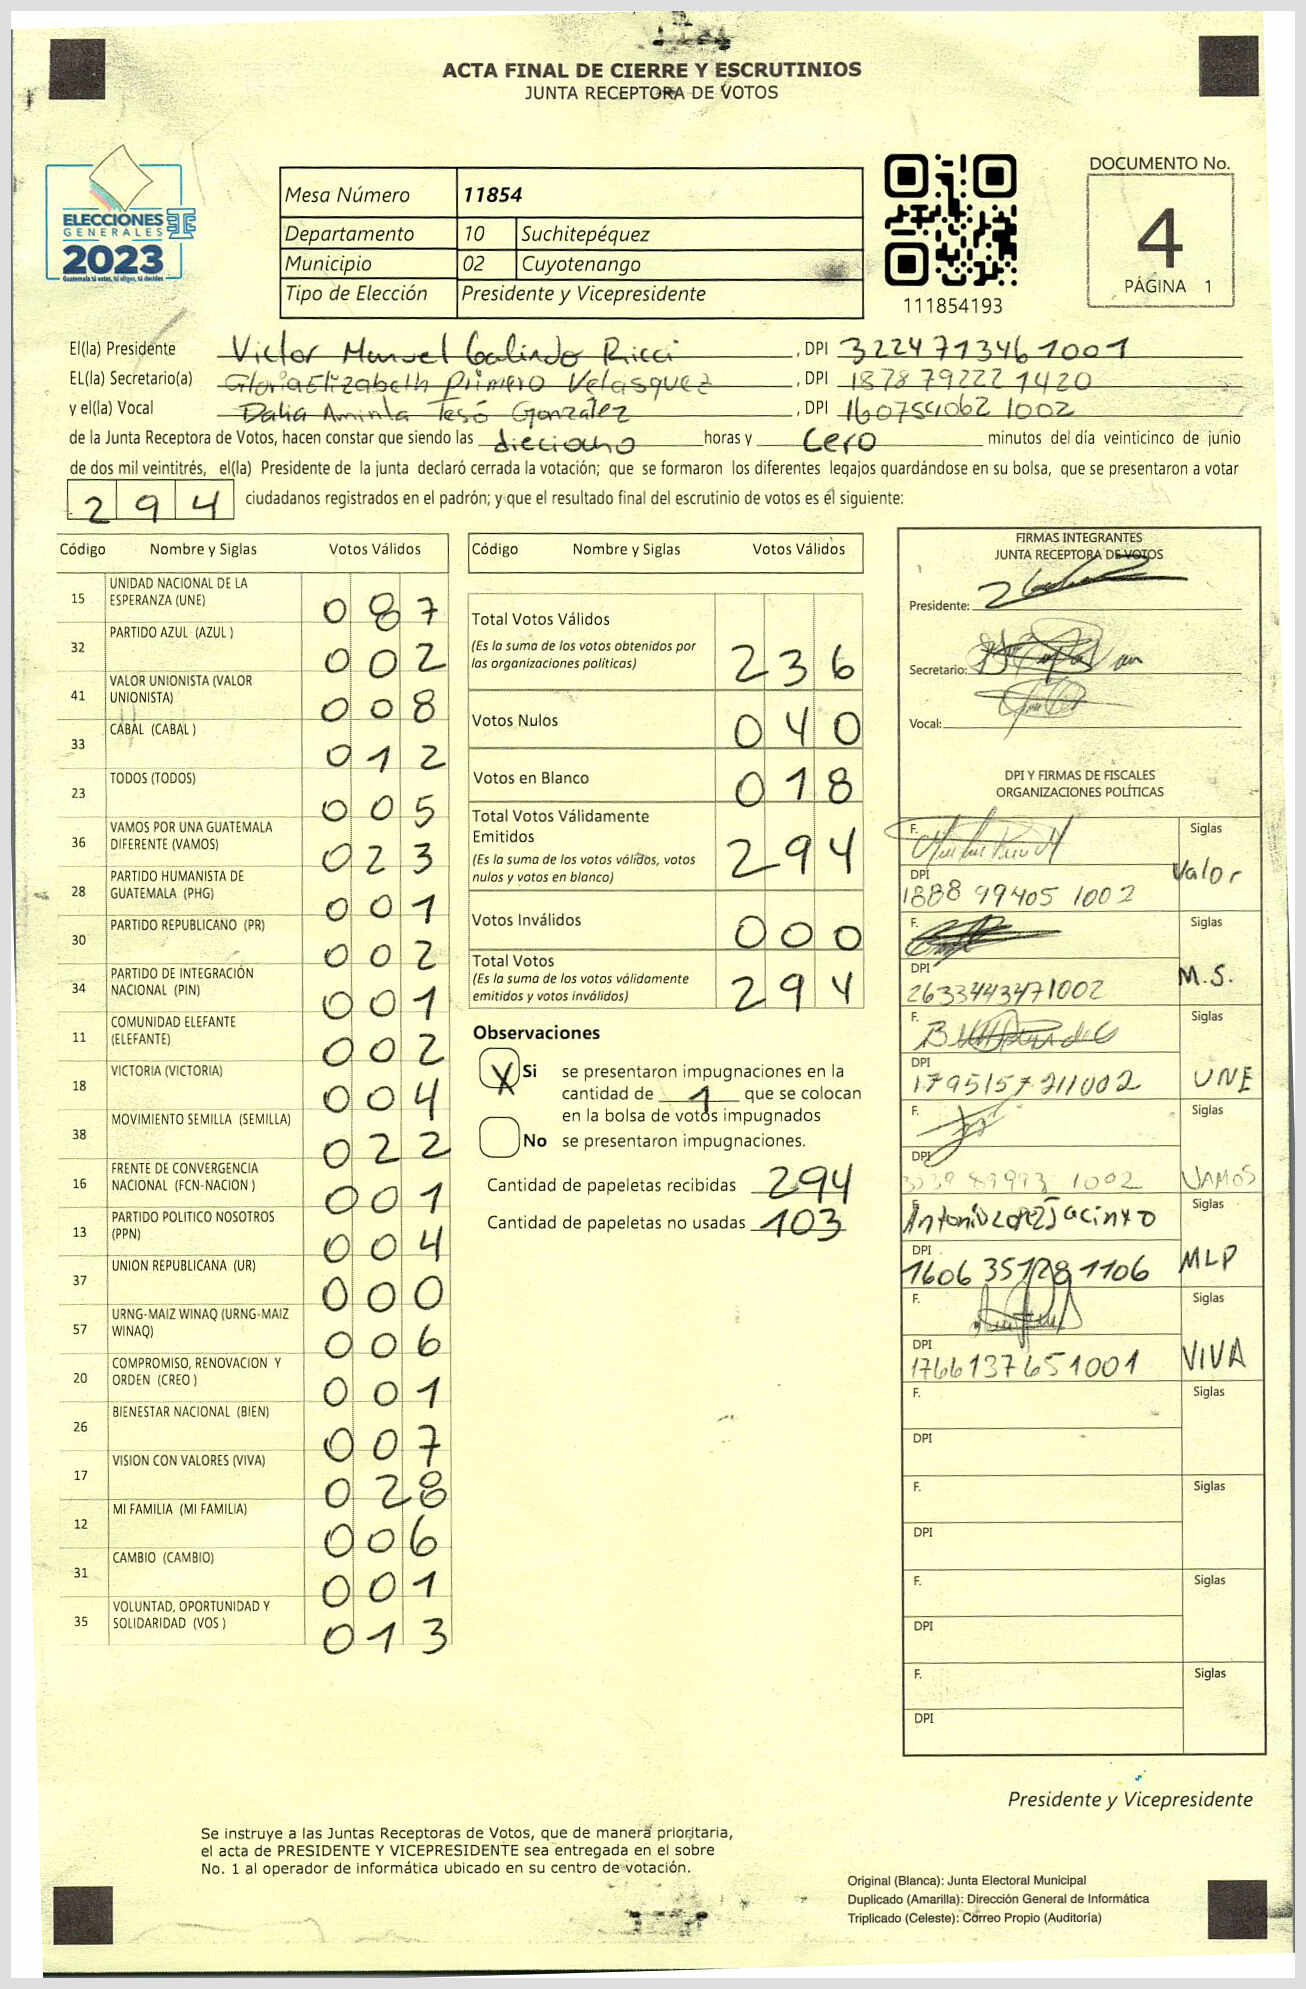 ACTA FINAL DE CIERRE Y ESCRUTINIOS
JUNTA RECEPTORA DE VOTOS
ELECCIONES
GENERALES
2023
Guatemala tú votas, tú eliges, tú decides
Mesa Número 11854
Departamento 10 Suchitepéquez
Municipio 02 Cuyotenango
Tipo de Elección Presidente y Vicepresidente
111854193
DOCUMENTO No.
4
PÁGINA 1
El(la) Presidente Victor Manuel Galindo Ricci , DPI 322471346 1001
EL(la) Secretario(a) Gloria Elizabeth Primero Velasquez , DPI 1878 79222 1420
y el(la) Vocal Dalia Aminta Tesó González , DPI 160759062 1002
de la Junta Receptora de Votos, hacen constar que siendo las dieciocho horas y cero minutos del día veinticinco de junio
de dos mil veintitrés, el(la) Presidente de la junta declaró cerrada la votación; que se formaron los diferentes legajos guardándose en su bolsa, que se presentaron a votar
294 ciudadanos registrados en el padrón; y que el resultado final del escrutinio de votos es el siguiente:
Código Nombre y Siglas Votos Válidos
15 UNIDAD NACIONAL DE LA ESPERANZA (UNE) 087
32 PARTIDO AZUL (AZUL ) 002
41 VALOR UNIONISTA (VALOR UNIONISTA) 008
33 CABAL (CABAL ) 012
23 TODOS (TODOS) 005
36 VAMOS POR UNA GUATEMALA DIFERENTE (VAMOS) 023
28 PARTIDO HUMANISTA DE GUATEMALA (PHG) 001
30 PARTIDO REPUBLICANO (PR) 002
34 PARTIDO DE INTEGRACIÓN NACIONAL (PIN) 001
11 COMUNIDAD ELEFANTE (ELEFANTE) 002
18 VICTORIA (VICTORIA) 004
38 MOVIMIENTO SEMILLA (SEMILLA) 022
16 FRENTE DE CONVERGENCIA NACIONAL (FCN-NACION ) 001
13 PARTIDO POLITICO NOSOTROS (PPN) 004
37 UNION REPUBLICANA (UR) 000
57 URNG-MAIZ WINAQ (URNG-MAIZ WINAQ) 006
20 COMPROMISO, RENOVACION Y ORDEN (CREO ) 001
26 BIENESTAR NACIONAL (BIEN) 007
17 VISION CON VALORES (VIVA) 028
12 MI FAMILIA (MI FAMILIA) 006
31 CAMBIO (CAMBIO) 001
35 VOLUNTAD, OPORTUNIDAD Y SOLIDARIDAD (VOS ) 013
Código Nombre y Siglas Votos Válidos
Total Votos Válidos
(Es la suma de los votos obtenidos por
las organizaciones políticas) 236
Votos Nulos 040
Votos en Blanco 018
Total Votos Válidamente
Emitidos
(Es la suma de los votos válidos, votos
nulos y votos en blanco) 294
Votos Inválidos 000
Total Votos
(Es la suma de los votos válidamente
emitidos y votos inválidos) 294
Observaciones
X Si se presentaron impugnaciones en la
cantidad de 1 que se colocan
en la bolsa de votos impugnados
No se presentaron impugnaciones.
Cantidad de papeletas recibidas 294
Cantidad de papeletas no usadas 103
FIRMAS INTEGRANTES
JUNTA RECEPTORA DE VOTOS
Presidente:
Secretario:
Vocal:
DPI Y FIRMAS DE FISCALES
ORGANIZACIONES POLÍTICAS
F. Siglas
DPI 1888 99405 1002 Valor
F. Siglas
DPI 2633443471002 M.S.
F. Siglas
DPI 1795157211002 UNE
F. Siglas
DPI 1002 VAMOS
F. Antonio Lopez Jacinto Siglas
DPI 1606 35128 1106 MLP
F. Siglas
DPI 1766137651001 VIVA
F. Siglas
DPI
F. Siglas
DPI
F. Siglas
DPI
F. Siglas
DPI
Presidente y Vicepresidente
Se instruye a las Juntas Receptoras de Votos, que de manera prioritaria,
el acta de PRESIDENTE Y VICEPRESIDENTE sea entregada en el sobre
No. 1 al operador de informática ubicado en su centro de votación.
Original (Blanca): Junta Electoral Municipal
Duplicado (Amarilla): Dirección General de Informática
Triplicado (Celeste): Correo Propio (Auditoría)